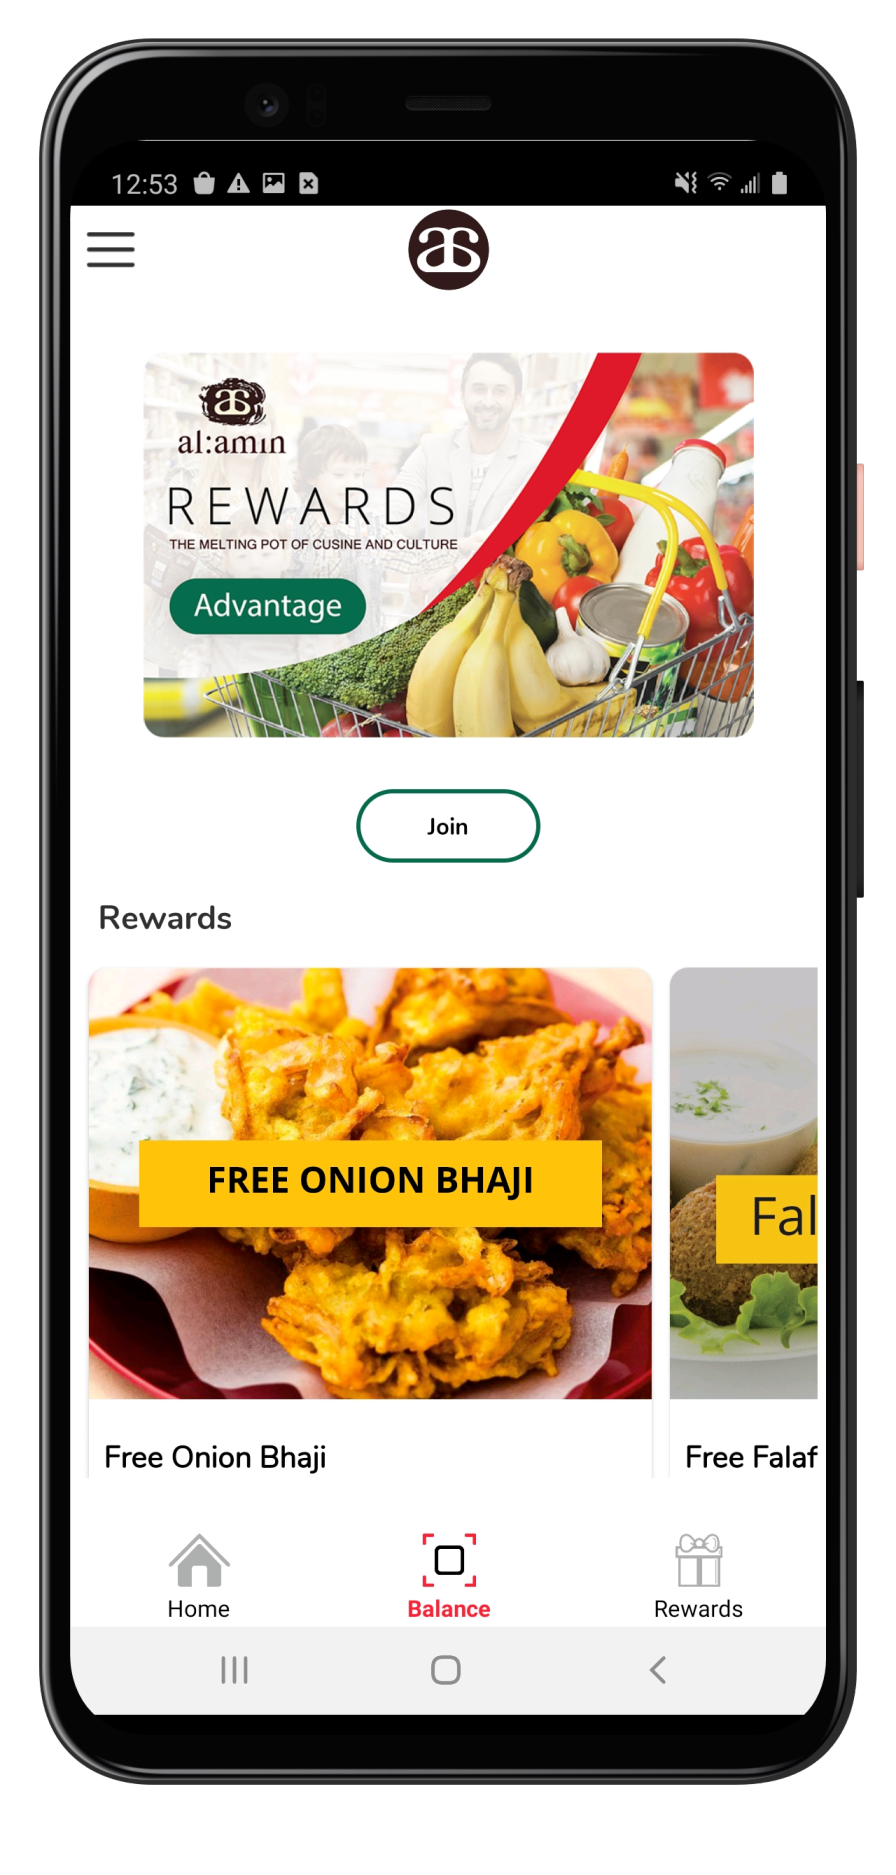 12:53
al:amin
REWARDS
THE MELTING POT OF CUSINE AND CULTURE
Advantage
Join
Rewards
FREE ONION BHAJI
Fal
Free Onion Bhaji
Free Falaf
Home
Balance
Rewards